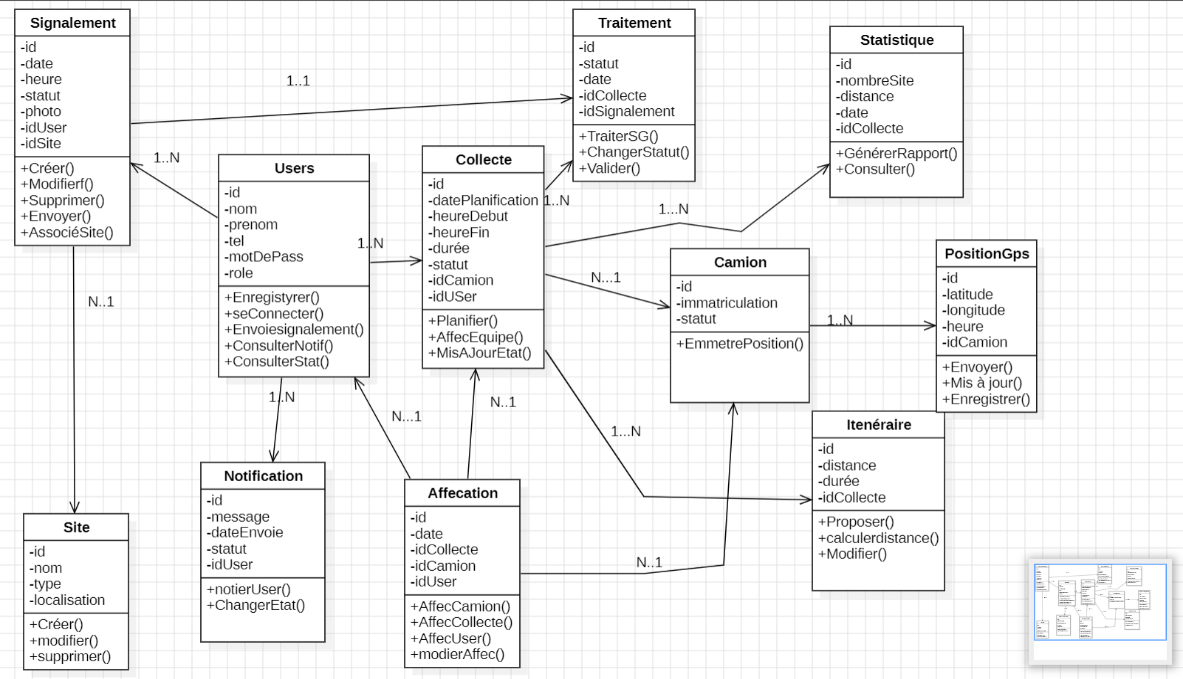 Signalement
-id
-date
-heure
-statut
-photo
-idUser
-idSite
+Créer()
+Modifierf()
+Supprimer()
+Envoyer()
+AssociéSite()
1..1
Traitement
-id
-statut
-date
-idCollecte
-idSignalement
+TraiterSG()
+ChangerStatut()
+Valider()
Statistique
-id
-nombreSite
-distance
-date
-idCollecte
+GénérerRapport()
+Consulter()
1..N
Users
-id
-nom
-prenom
-tel
-motDePass
-role
+Enregistyrer()
+seConnecter()
+Envoiesignalement()
+ConsulterNotif()
+ConsulterStat()
1..N
Collecte
-id
-datePlanification
-heureDebut
-heureFin
-durée
-statut
-idCamion
-idUSer
+Planifier()
+AffecEquipe()
+MisAJourEtat()
1..N
1...N
N...1
Camion
-id
-immatriculation
-statut
+EmmetrePosition()
1..N
PositionGps
-id
-latitude
-longitude
-heure
-idCamion
+Envoyer()
+Mis à jour()
+Enregistrer()
N..1
1..N
N...1
N..1
1...N
Itenéraire
-id
-distance
-durée
-idCollecte
+Proposer()
+calculerdistance()
+Modifier()
Notification
-id
-message
-dateEnvoie
-statut
-idUser
+notierUser()
+ChangerEtat()
Affecation
-id
-date
-idCollecte
-idCamion
-idUser
+AffecCamion()
+AffecCollecte()
+AffecUser()
+modierAffec()
N..1
Site
-id
-nom
-type
-localisation
+Créer()
+modifier()
+supprimer()